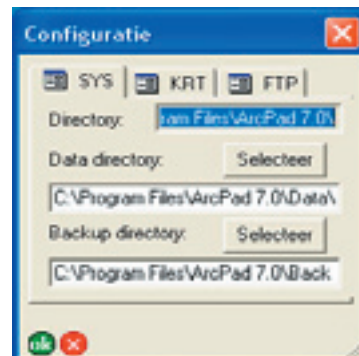 Configuratie
SYS KRT FTP
Directory: ram Files\ArcPad 7.0\
Data directory: Selecteer
C:\Program Files\ArcPad 7.0\Data\
Backup directory: Selecteer
C:\Program Files\ArcPad 7.0\Back
ok